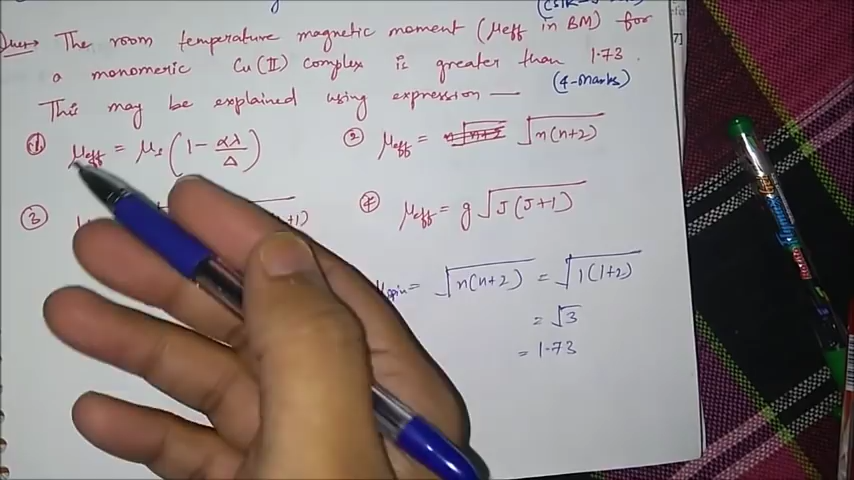 Ques→ The room temperature magnetic moment (μeff in BM) for
a monomeric Cu(II) Complex is greater than 1.73.
This may be explained using expression — (4-marks)
① μeff = μs(1 - αλ/Δ) ② μeff = √n(n+2)
③ +1) ④ μeff = g√J(J+1)
spin = √n(n+2) = √1(1+2)
= √3
= 1.73